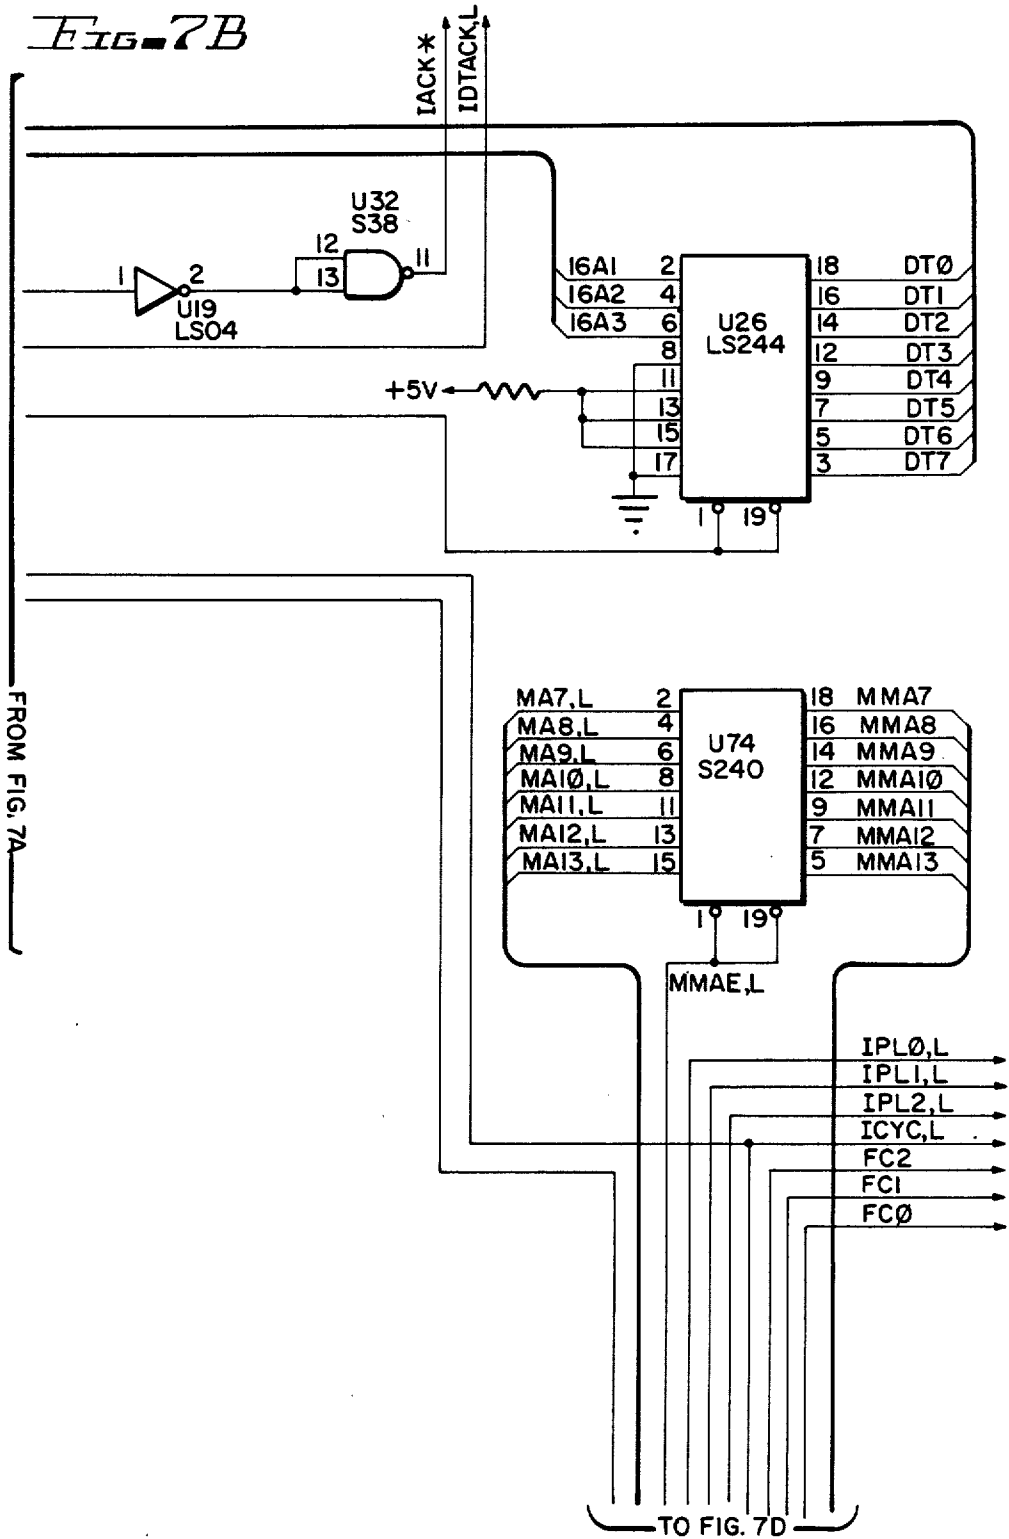 FIG. 7B
IACK*
IDTACK,L
U32
S38
12
13
11
1
2
U19
LS04
16A1 2
16A2 4
16A3 6
8
11
13
15
17
+5V
U26
LS244
18 DTØ
16 DT1
14 DT2
12 DT3
9 DT4
7 DT5
5 DT6
3 DT7
1 19
FROM FIG. 7A
MA7,L 2
MA8,L 4
MA9,L 6
MA1Ø,L 8
MA11,L 11
MA12,L 13
MA13,L 15
U74
S240
18 MMA7
16 MMA8
14 MMA9
12 MMA1Ø
9 MMA11
7 MMA12
5 MMA13
1 19
MMAE,L
IPLØ,L
IPL1,L
IPL2,L
ICYC,L
FC2
FC1
FCØ
TO FIG. 7D